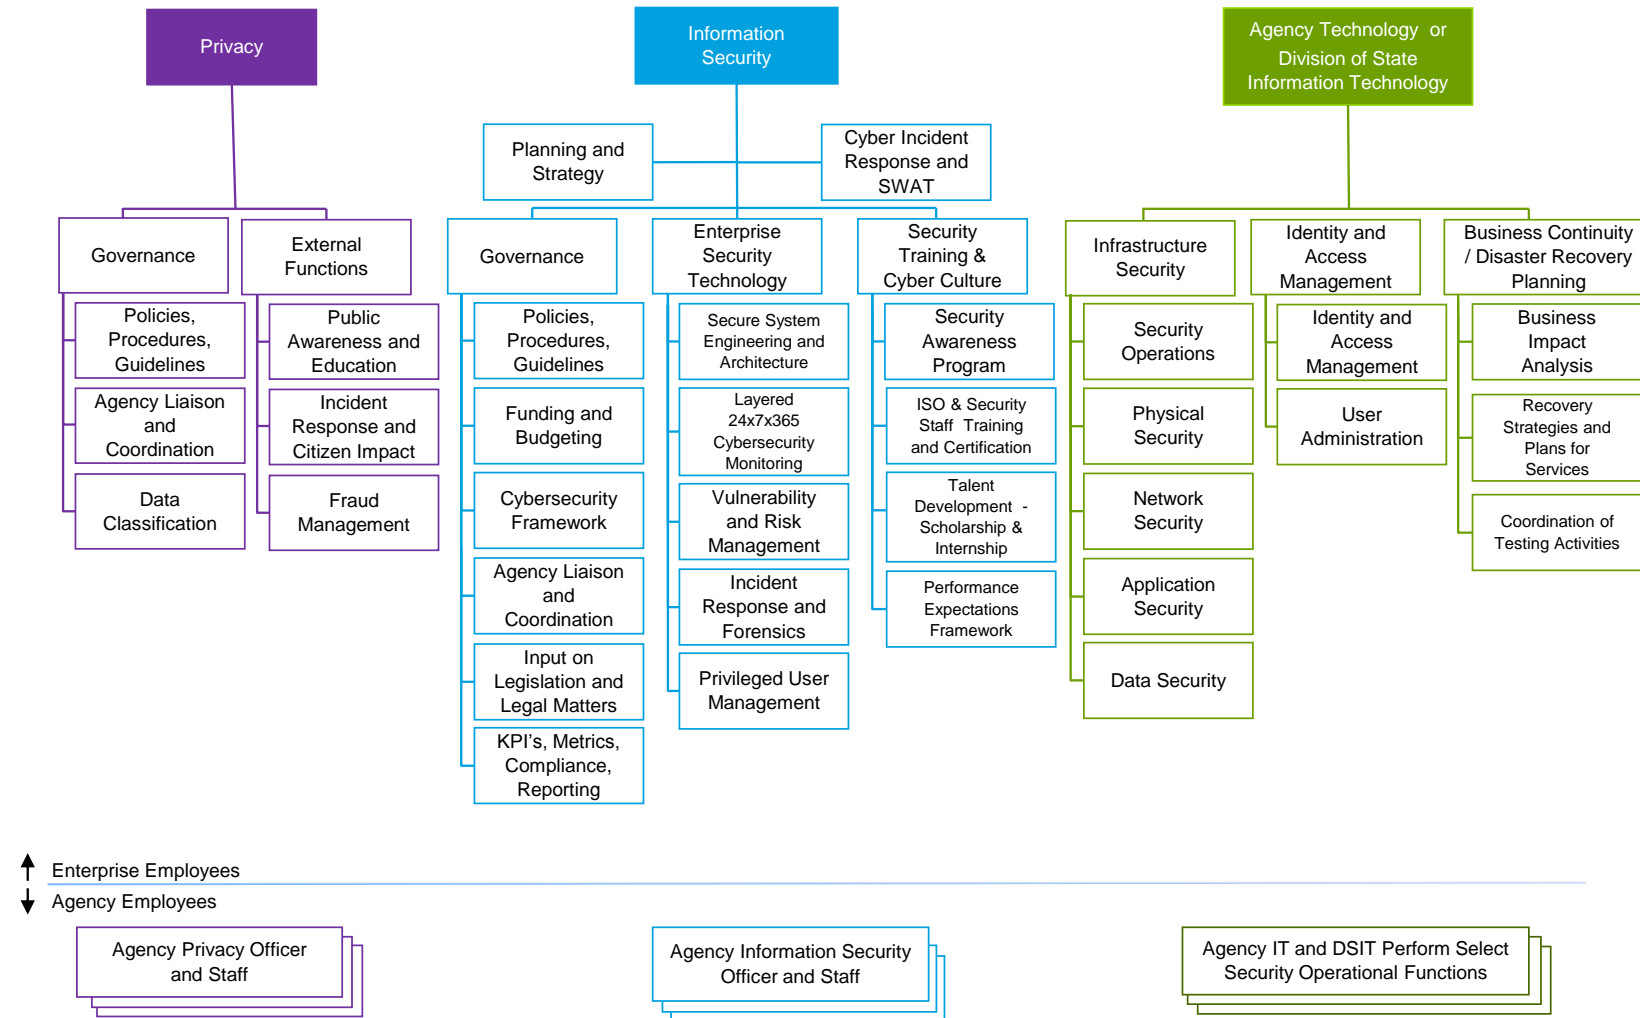 Privacy
Information
Security
Agency Technology or
Division of State
Information Technology
Planning and
Strategy
Cyber Incident
Response and
SWAT
Governance
External
Functions
Governance
Enterprise
Security
Technology
Security
Training &
Cyber Culture
Infrastructure
Security
Identity and
Access
Management
Business Continuity
/ Disaster Recovery
Planning
Policies,
Procedures,
Guidelines
Agency Liaison
and
Coordination
Data
Classification
Public
Awareness and
Education
Incident
Response and
Citizen Impact
Fraud
Management
Policies,
Procedures,
Guidelines
Funding and
Budgeting
Cybersecurity
Framework
Agency Liaison
and
Coordination
Input on
Legislation and
Legal Matters
KPI's, Metrics,
Compliance,
Reporting
Secure System
Engineering and
Architecture
Layered
24x7x365
Cybersecurity
Monitoring
Vulnerability
and Risk
Management
Incident
Response and
Forensics
Privileged User
Management
Security
Awareness
Program
ISO & Security
Staff Training
and Certification
Talent
Development -
Scholarship &
Internship
Performance
Expectations
Framework
Security
Operations
Physical
Security
Network
Security
Application
Security
Data Security
Identity and
Access
Management
User
Administration
Business
Impact
Analysis
Recovery
Strategies and
Plans for
Services
Coordination of
Testing Activities
Enterprise Employees
Agency Employees
Agency Privacy Officer
and Staff
Agency Information Security
Officer and Staff
Agency IT and DSIT Perform Select
Security Operational Functions